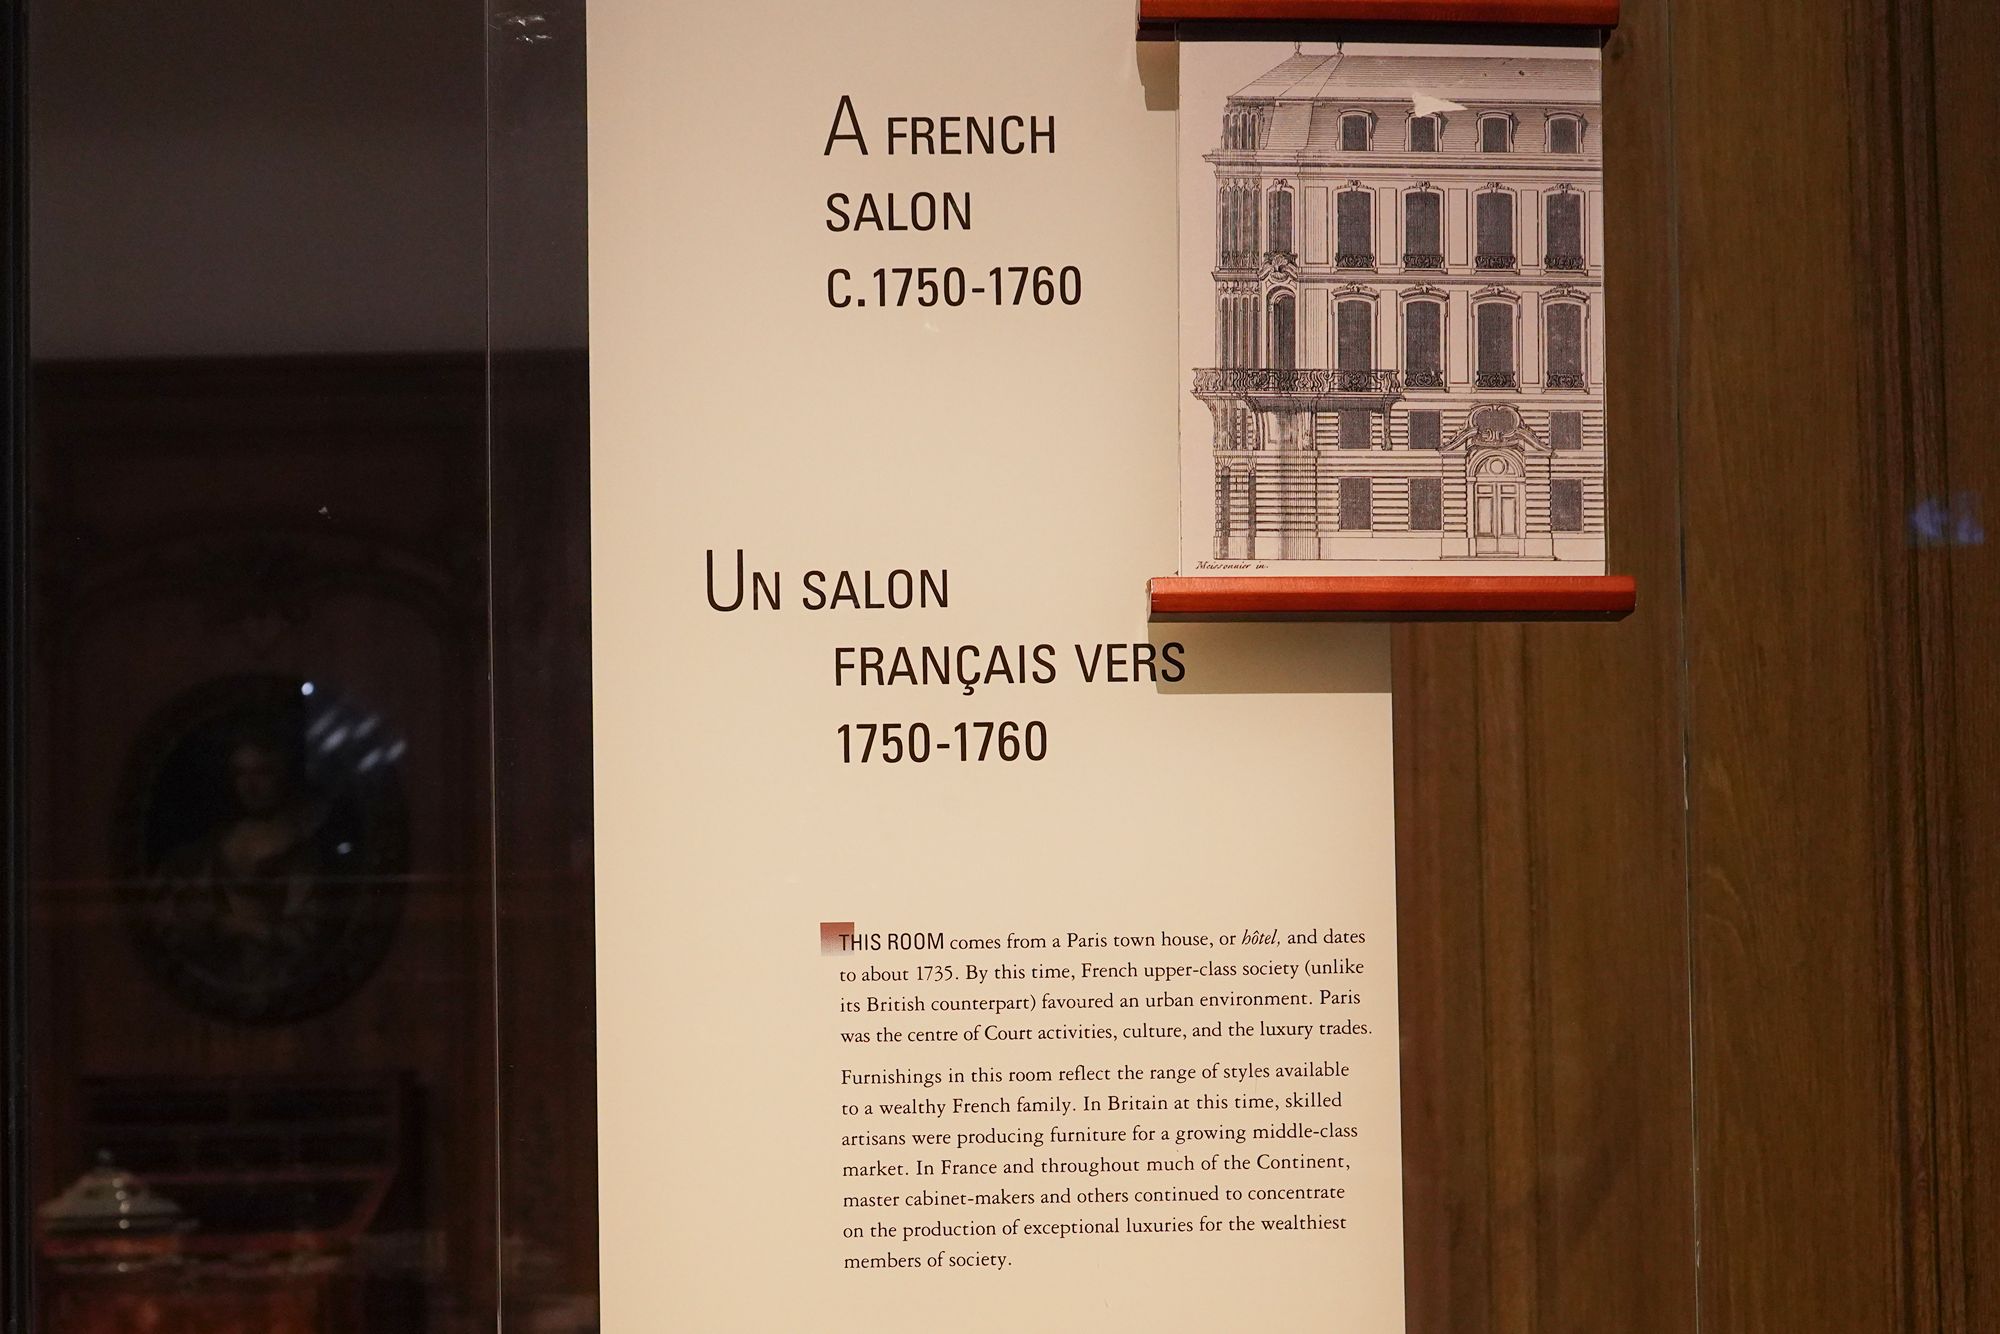 A FRENCH
SALON
C.1750-1760
Meissonnier in.
UN SALON
FRANÇAIS VERS
1750-1760
THIS ROOM comes from a Paris town house, or hôtel, and dates
to about 1735. By this time, French upper-class society (unlike
its British counterpart) favoured an urban environment. Paris
was the centre of Court activities, culture, and the luxury trades.
Furnishings in this room reflect the range of styles available
to a wealthy French family. In Britain at this time, skilled
artisans were producing furniture for a growing middle-class
market. In France and throughout much of the Continent,
master cabinet-makers and others continued to concentrate
on the production of exceptional luxuries for the wealthiest
members of society.